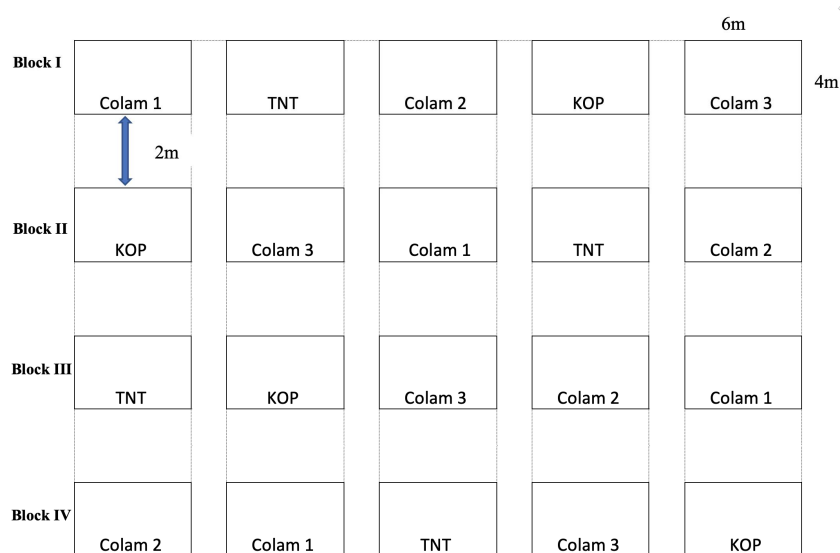 6m
Block I
4m
Colam 1 TNT Colam 2 KOP Colam 3
2m
Block II
KOP Colam 3 Colam 1 TNT Colam 2
Block III
TNT KOP Colam 3 Colam 2 Colam 1
Block IV
Colam 2 Colam 1 TNT Colam 3 KOP